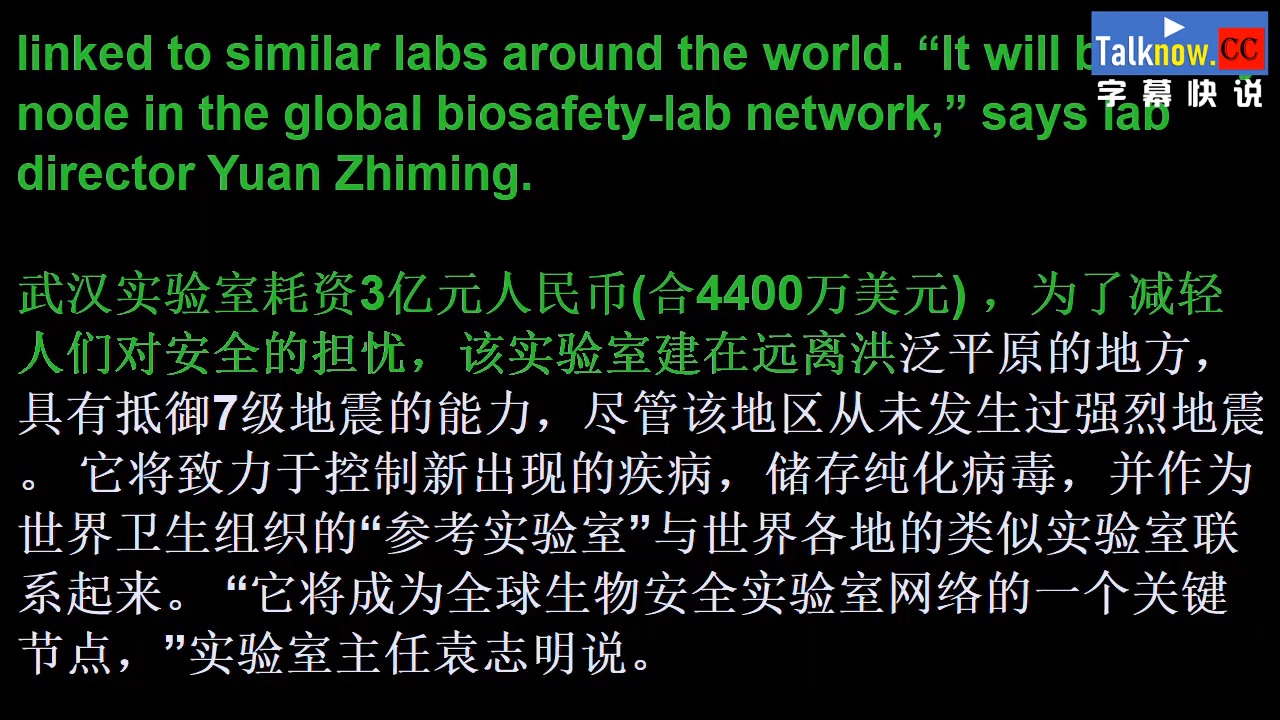 linked to similar labs around the world. “It will b
node in the global biosafety-lab network,” says lab
director Yuan Zhiming.
Talknow.CC
字幕快说
武汉实验室耗资3亿元人民币(合4400万美元) ，为了减轻
人们对安全的担忧，该实验室建在远离洪泛平原的地方，
具有抵御7级地震的能力，尽管该地区从未发生过强烈地震
。 它将致力于控制新出现的疾病，储存纯化病毒，并作为
世界卫生组织的“参考实验室”与世界各地的类似实验室联
系起来。 “它将成为全球生物安全实验室网络的一个关键
节点，”实验室主任袁志明说。